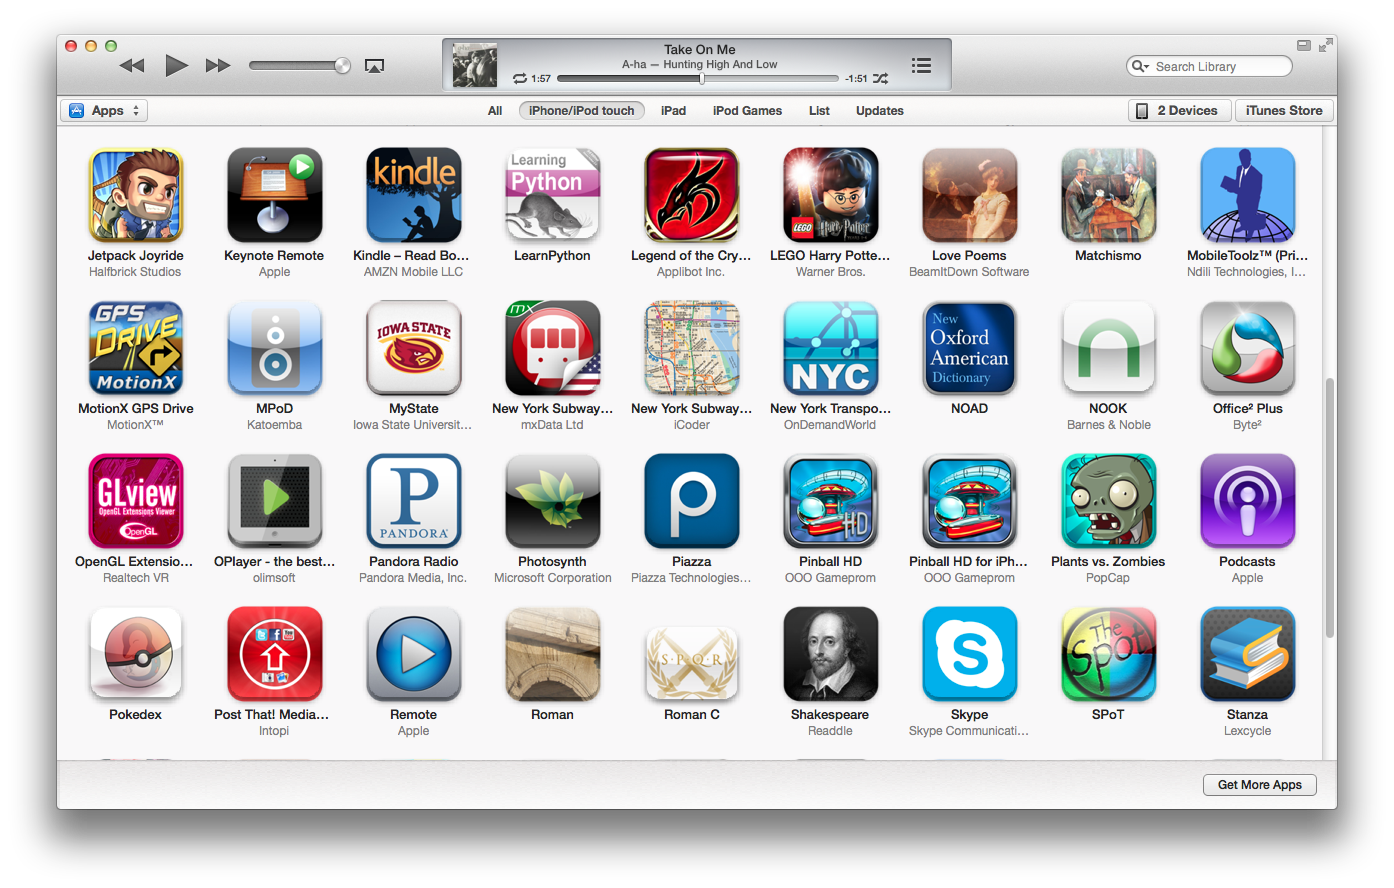 Take On Me
A-ha — Hunting High And Low
1:57
-1:51
Search Library
Apps
All
iPhone/iPod touch
iPad
iPod Games
List
Updates
2 Devices
iTunes Store
kindle
Learning
Python
LEGO
Harry Potter
Jetpack Joyride
Keynote Remote
Kindle – Read Bo...
LearnPython
Legend of the Cry...
LEGO Harry Potte...
Love Poems
Matchismo
MobileToolz™ (Pri...
Halfbrick Studios
Apple
AMZN Mobile LLC
Applibot Inc.
Warner Bros.
BeamItDown Software
Ndili Technologies, I...
GPS
DRIVE
MotionX
IOWA STATE
mx
NYC
New
Oxford
American
Dictionary
n
MotionX GPS Drive
MPoD
MyState
New York Subway...
New York Subway...
New York Transpo...
NOAD
NOOK
Office² Plus
MotionX™
Katoemba
Iowa State Universit...
mxData Ltd
iCoder
OnDemandWorld
Barnes & Noble
Byte²
GLview
OpenGL Extensions Viewer
OpenGL
P
PANDORA
p
HD
OpenGL Extensio...
OPlayer - the best...
Pandora Radio
Photosynth
Piazza
Pinball HD
Pinball HD for iPh...
Plants vs. Zombies
Podcasts
Realtech VR
olimsoft
Pandora Media, Inc.
Microsoft Corporation
Piazza Technologies...
OOO Gameprom
OOO Gameprom
PopCap
Apple
f
You
S·P·Q·R
S
The
Spot
Pokedex
Post That! Media...
Remote
Roman
Roman C
Shakespeare
Skype
SPoT
Stanza
Intopi
Apple
Readdle
Skype Communicati...
Lexcycle
Get More Apps